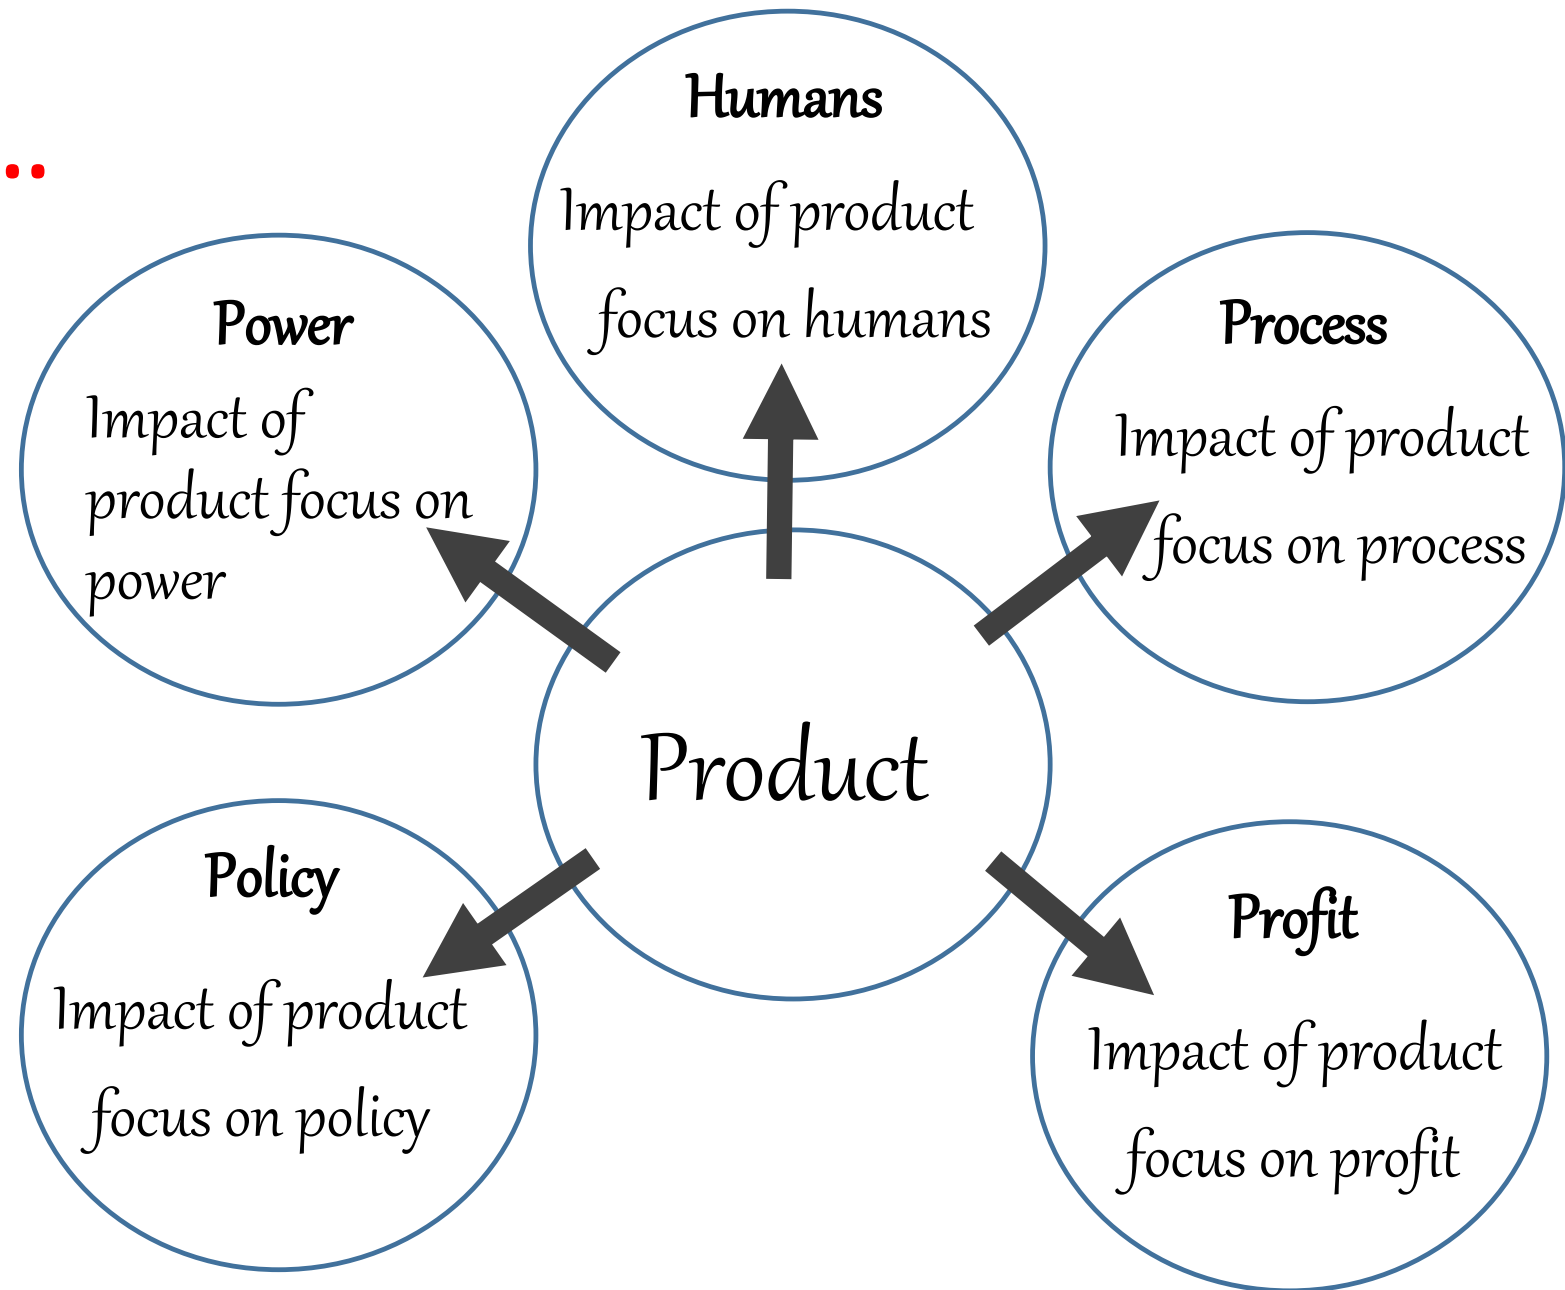 ..
Humans
Impact of product
focus on humans
Power
Impact of
product focus on
power
Process
Impact of product
focus on process
Product
Policy
Impact of product
focus on policy
Profit
Impact of product
focus on profit